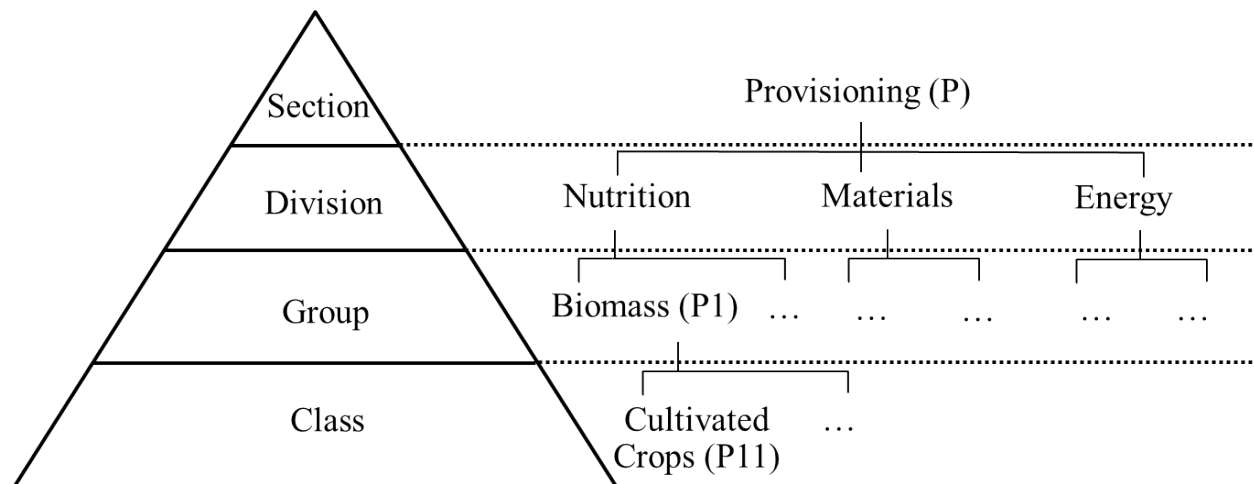 Section
Provisioning (P)
Division
Nutrition
Materials
Energy
Group
Biomass (P1)
…
…
…
…
…
Class
Cultivated
Crops (P11)
…